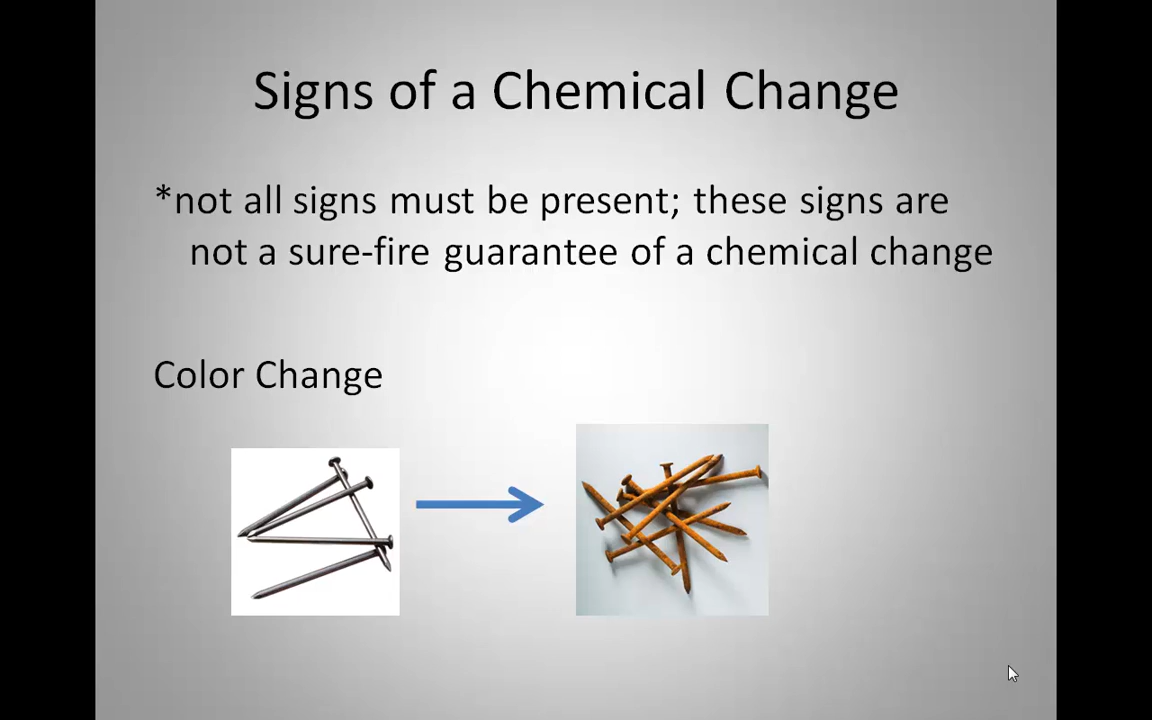 Signs of a Chemical Change
*not all signs must be present; these signs are
not a sure-fire guarantee of a chemical change
Color Change